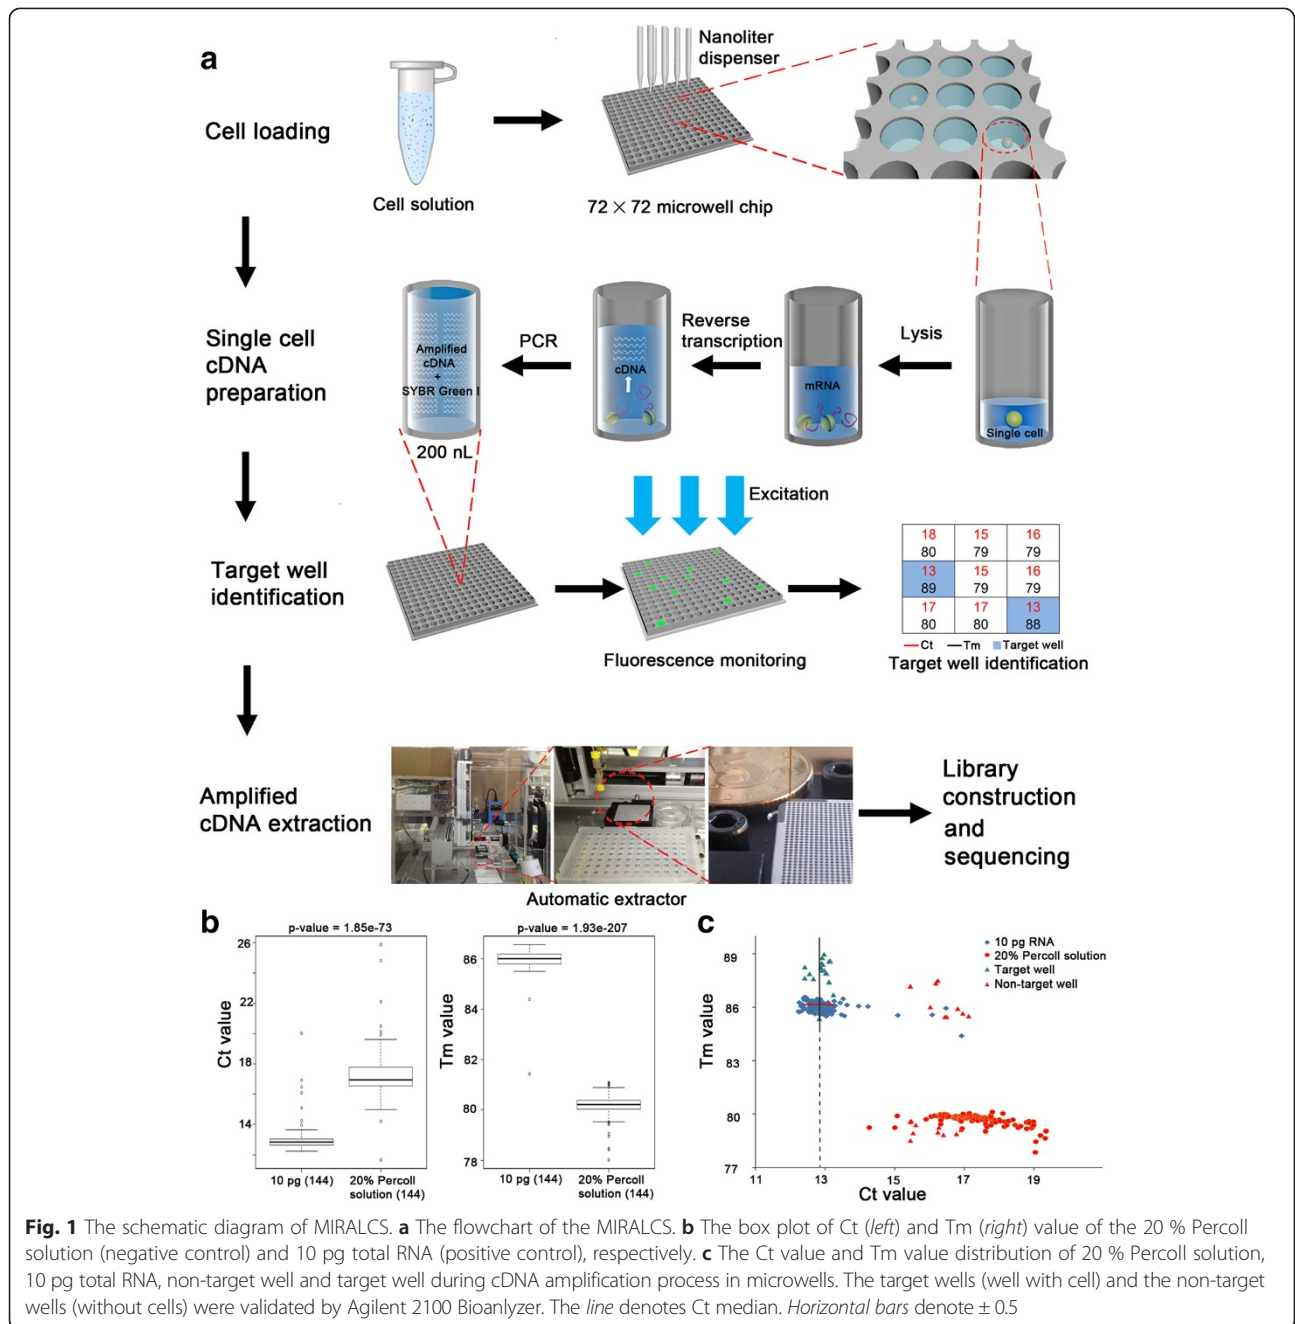 a
Cell loading
Cell solution
Nanoliter
dispenser
72 × 72 microwell chip
Single cell
cDNA
preparation
Amplified
cDNA
+
SYBR Green I
200 nL
PCR
cDNA
Reverse
transcription
mRNA
Lysis
Single cell
Target well
identification
Excitation
Fluorescence monitoring
18 15 16
80 79 79
13 15 16
89 79 79
17 17 13
80 80 88
Ct Tm Target well
Target well identification
Amplified
cDNA extraction
Automatic extractor
Library
construction
and
sequencing
b
p-value = 1.85e-73
Ct value
26
22
18
14
10 pg (144)
20% Percoll
solution (144)
p-value = 1.93e-207
Tm value
86
84
82
80
78
10 pg (144)
20% Percoll
solution (144)
c
Tm value
89
86
83
80
77
11 13 15 17 19
Ct value
10 pg RNA
20% Percoll solution
Target well
Non-target well
Fig. 1 The schematic diagram of MIRALCS. a The flowchart of the MIRALCS. b The box plot of Ct (left) and Tm (right) value of the 20 % Percoll
solution (negative control) and 10 pg total RNA (positive control), respectively. c The Ct value and Tm value distribution of 20 % Percoll solution,
10 pg total RNA, non-target well and target well during cDNA amplification process in microwells. The target wells (well with cell) and the non-target
wells (without cells) were validated by Agilent 2100 Bioanlyzer. The line denotes Ct median. Horizontal bars denote ± 0.5